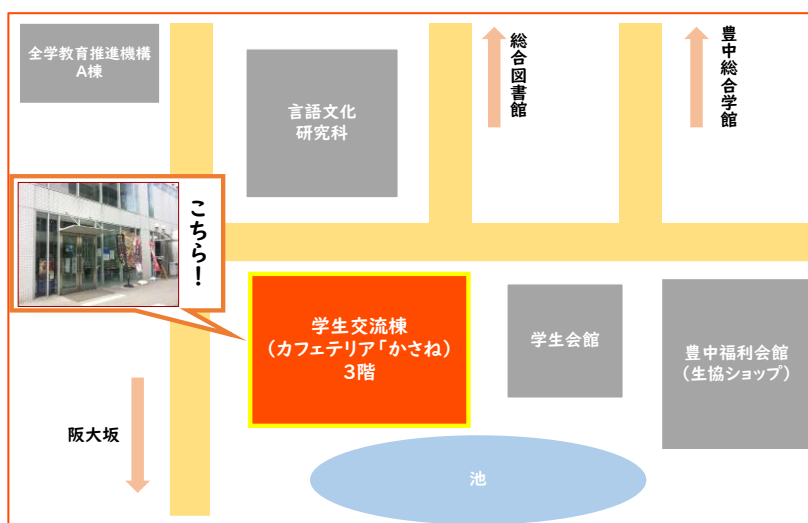 全学教育推進機構
A棟
言語文化
研究科
総合図書館
豊中総合学館
こちら！
学生交流棟
（カフェテリア「かさね）
3階
学生会館
豊中福利会館
（生協ショップ）
阪大坂
池